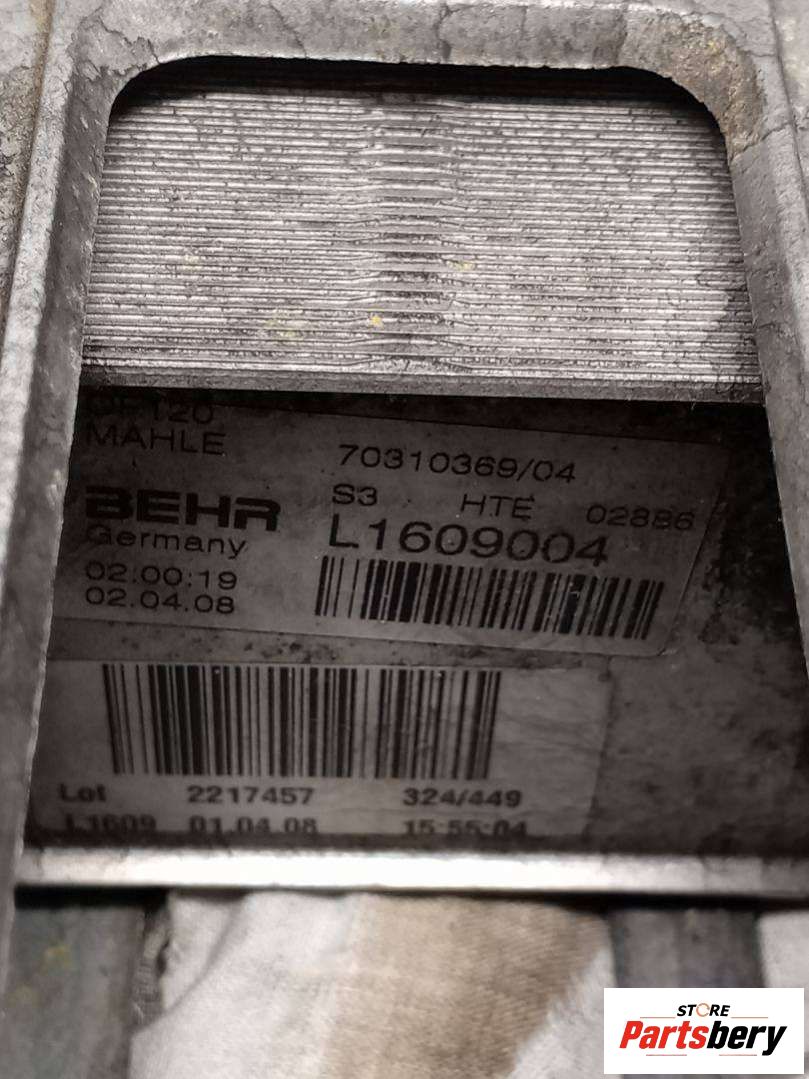 OF120
MAHLE
70310369/04
S3 HTE 02886
BEHR
Germany
L1609004
02:00:19
02.04.08
Lot 2217457 324/449
L1609 01.04.08 15:55:04
STORE
Partsbery